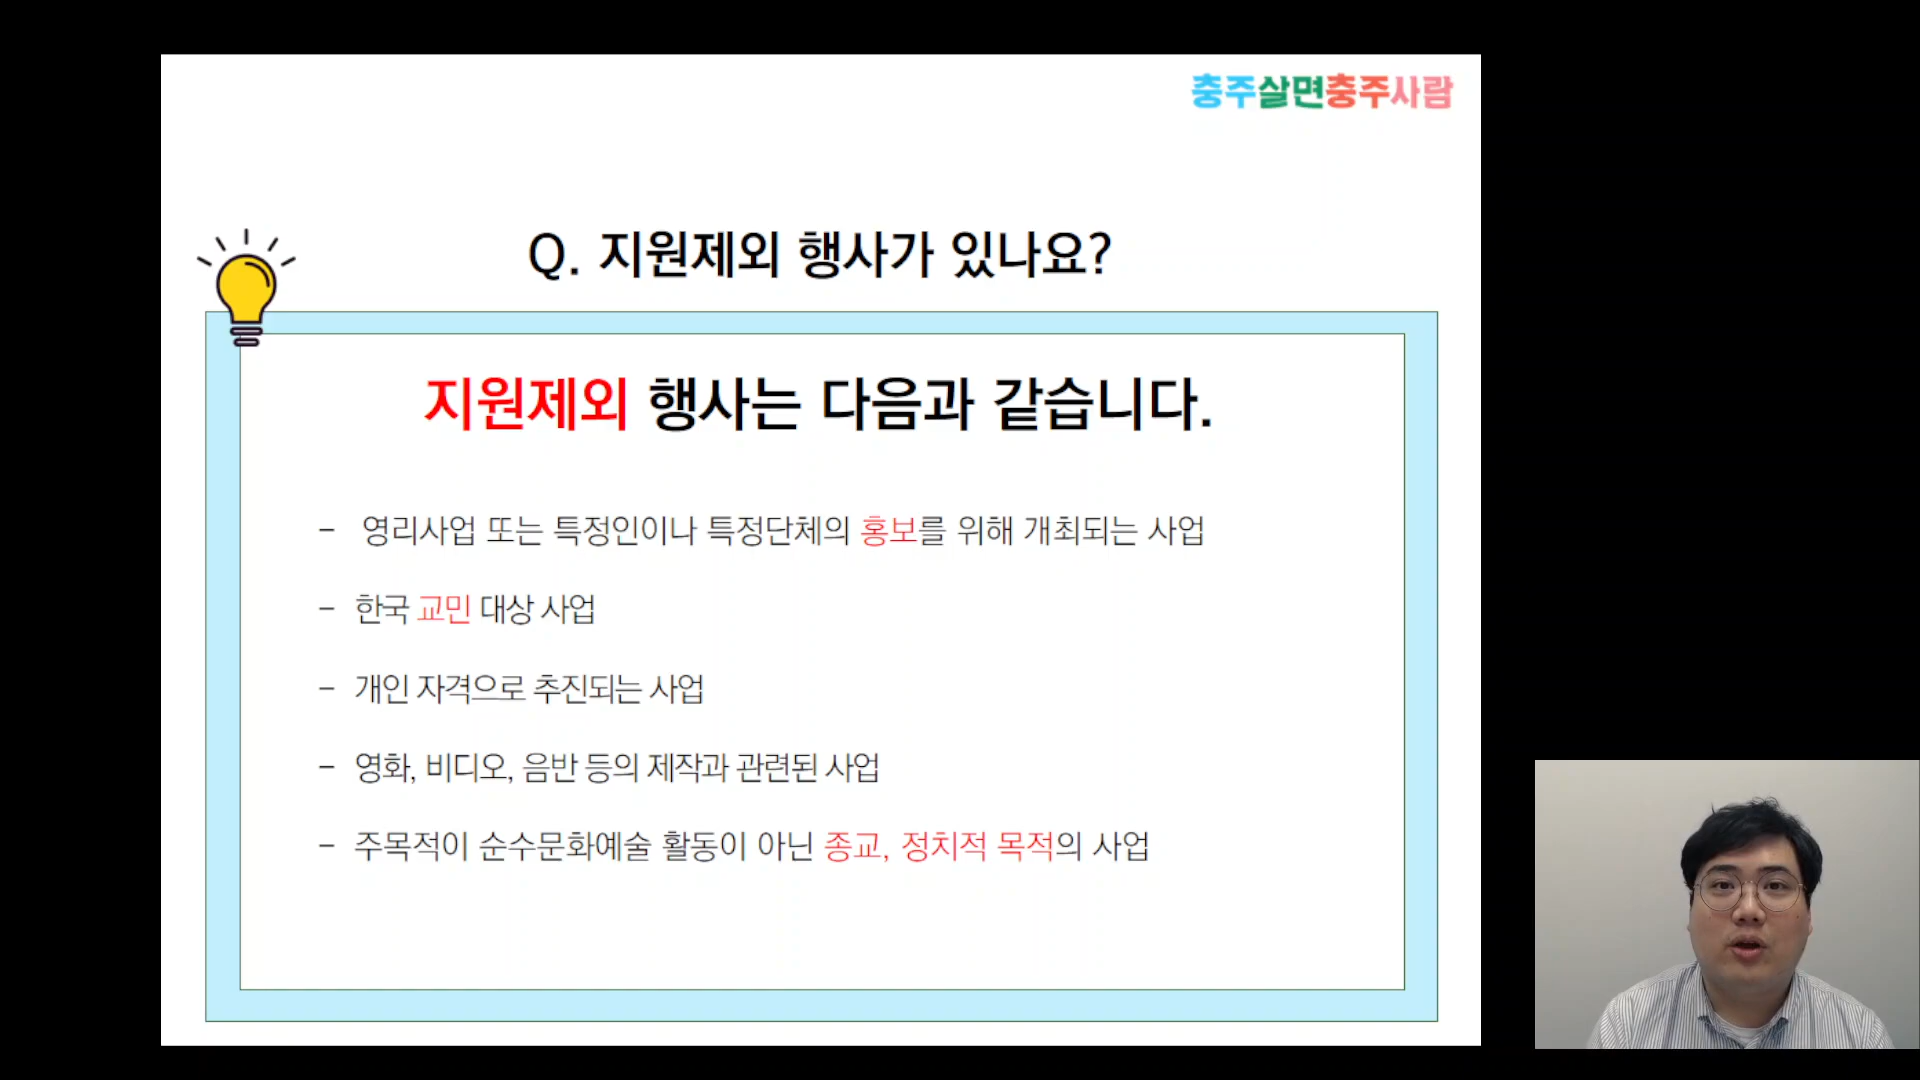 충주살면충주사람
Q. 지원제외 행사가 있나요?
지원제외 행사는 다음과 같습니다.
- 영리사업 또는 특정인이나 특정단체의 홍보를 위해 개최되는 사업
- 한국 교민 대상 사업
- 개인 자격으로 추진되는 사업
- 영화, 비디오, 음반 등의 제작과 관련된 사업
- 주목적이 순수문화예술 활동이 아닌 종교, 정치적 목적의 사업